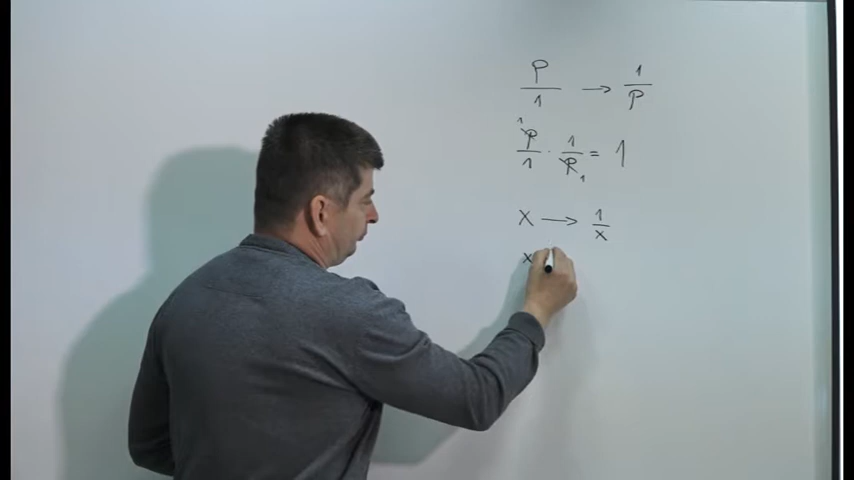 P/1 → 1/P
P/1 · 1/P = 1
x → 1/x
x